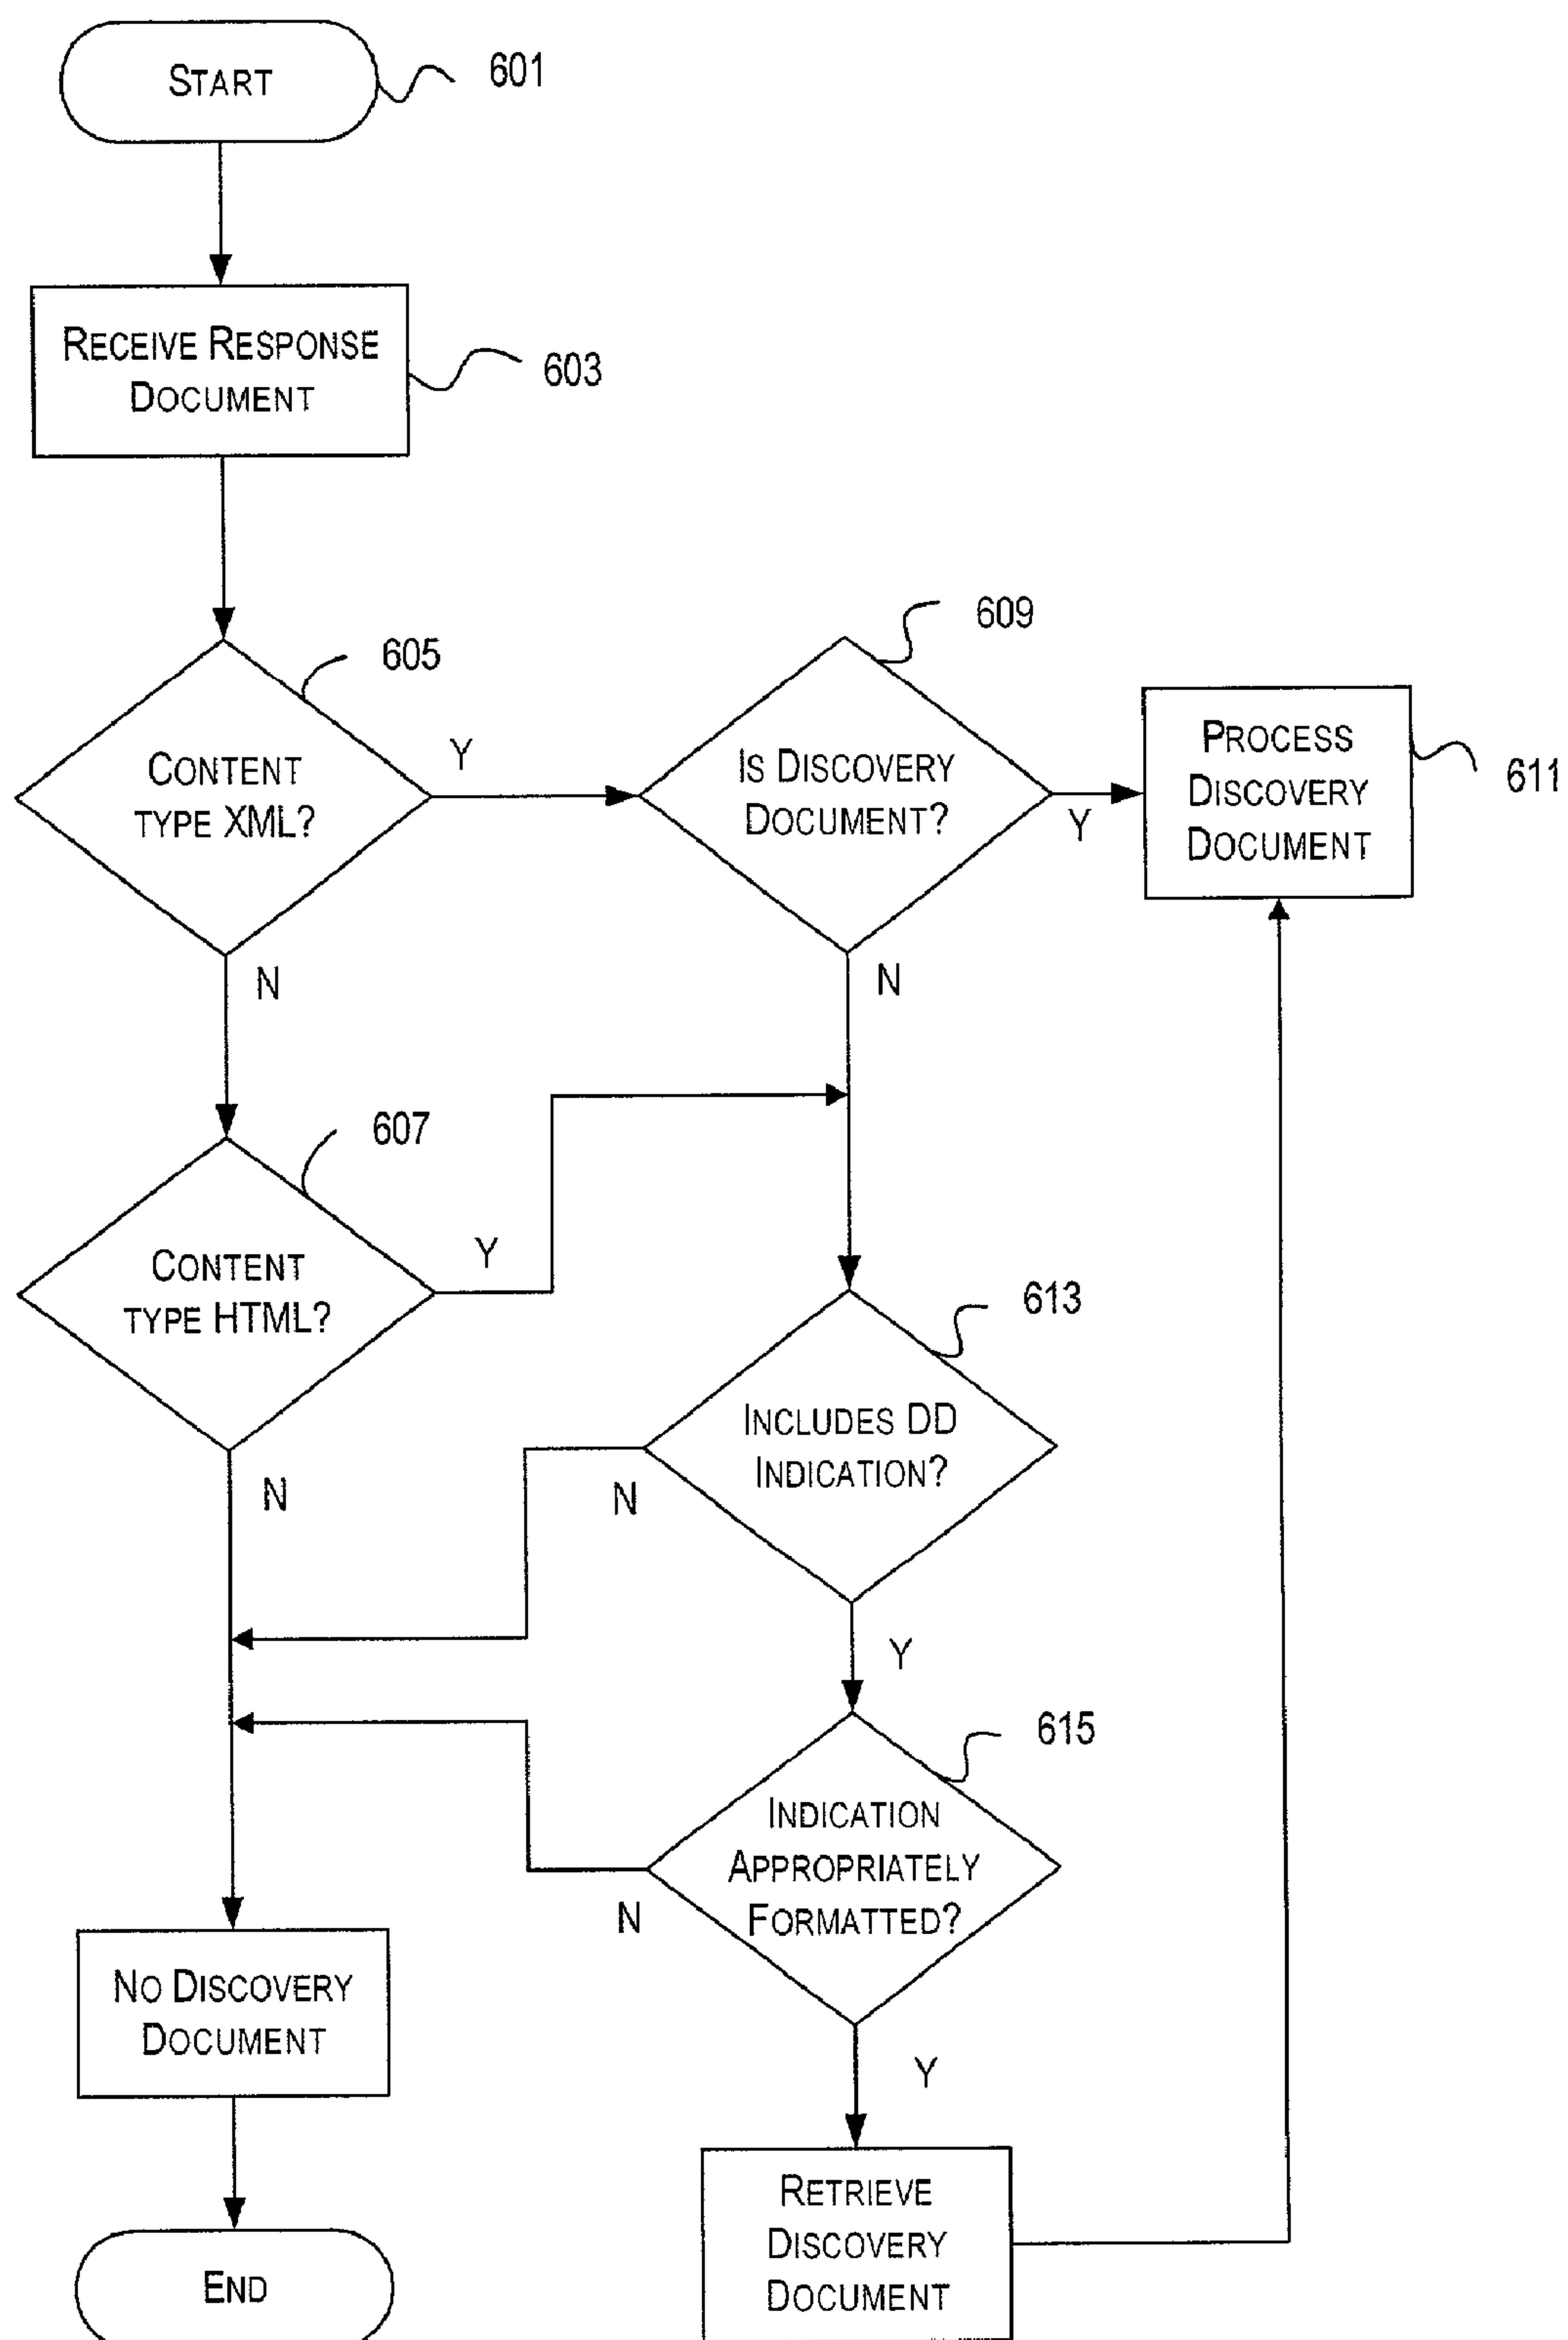 START
601
RECEIVE RESPONSE
DOCUMENT
603
605
CONTENT
TYPE XML?
Y
N
609
IS DISCOVERY
DOCUMENT?
Y
N
PROCESS
DISCOVERY
DOCUMENT
611
607
CONTENT
TYPE HTML?
Y
N
613
INCLUDES DD
INDICATION?
N
Y
615
INDICATION
APPROPRIATELY
FORMATTED?
N
Y
NO DISCOVERY
DOCUMENT
RETRIEVE
DISCOVERY
DOCUMENT
END